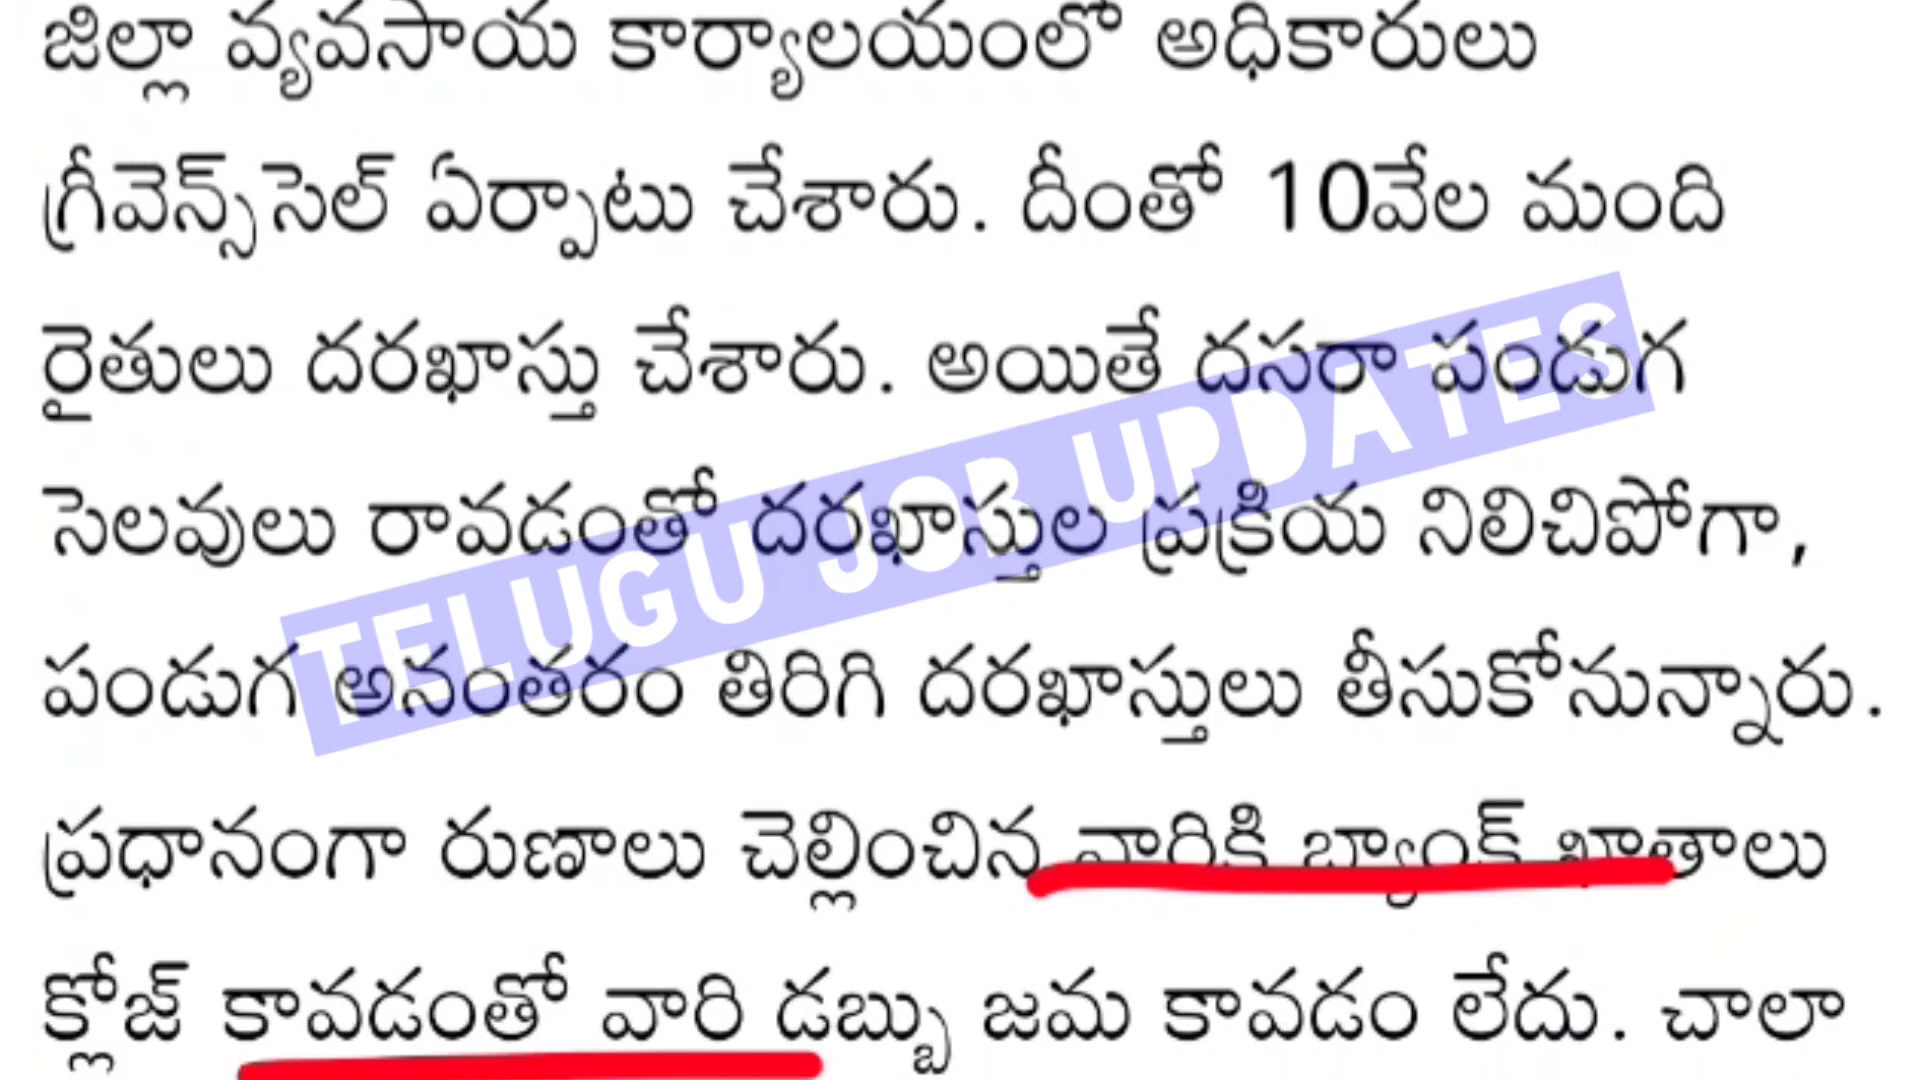 జిల్లా వ్యవసాయ కార్యాలయంలో అధికారులు
గ్రీవెన్స్‌సెల్ ఏర్పాటు చేశారు. దీంతో 10వేల మంది
రైతులు దరఖాస్తు చేశారు. అయితే దసరా పండుగ
సెలవులు రావడంతో దరఖాస్తుల ప్రక్రియ నిలిచిపోగా,
పండుగ అనంతరం తిరిగి దరఖాస్తులు తీసుకోనున్నారు.
ప్రధానంగా రుణాలు చెల్లించిన వారికి బ్యాంక్ ఖాతాలు
క్లోజ్ కావడంతో వారి డబ్బు జమ కావడం లేదు. చాలా
TELUGU JOB UPDATES